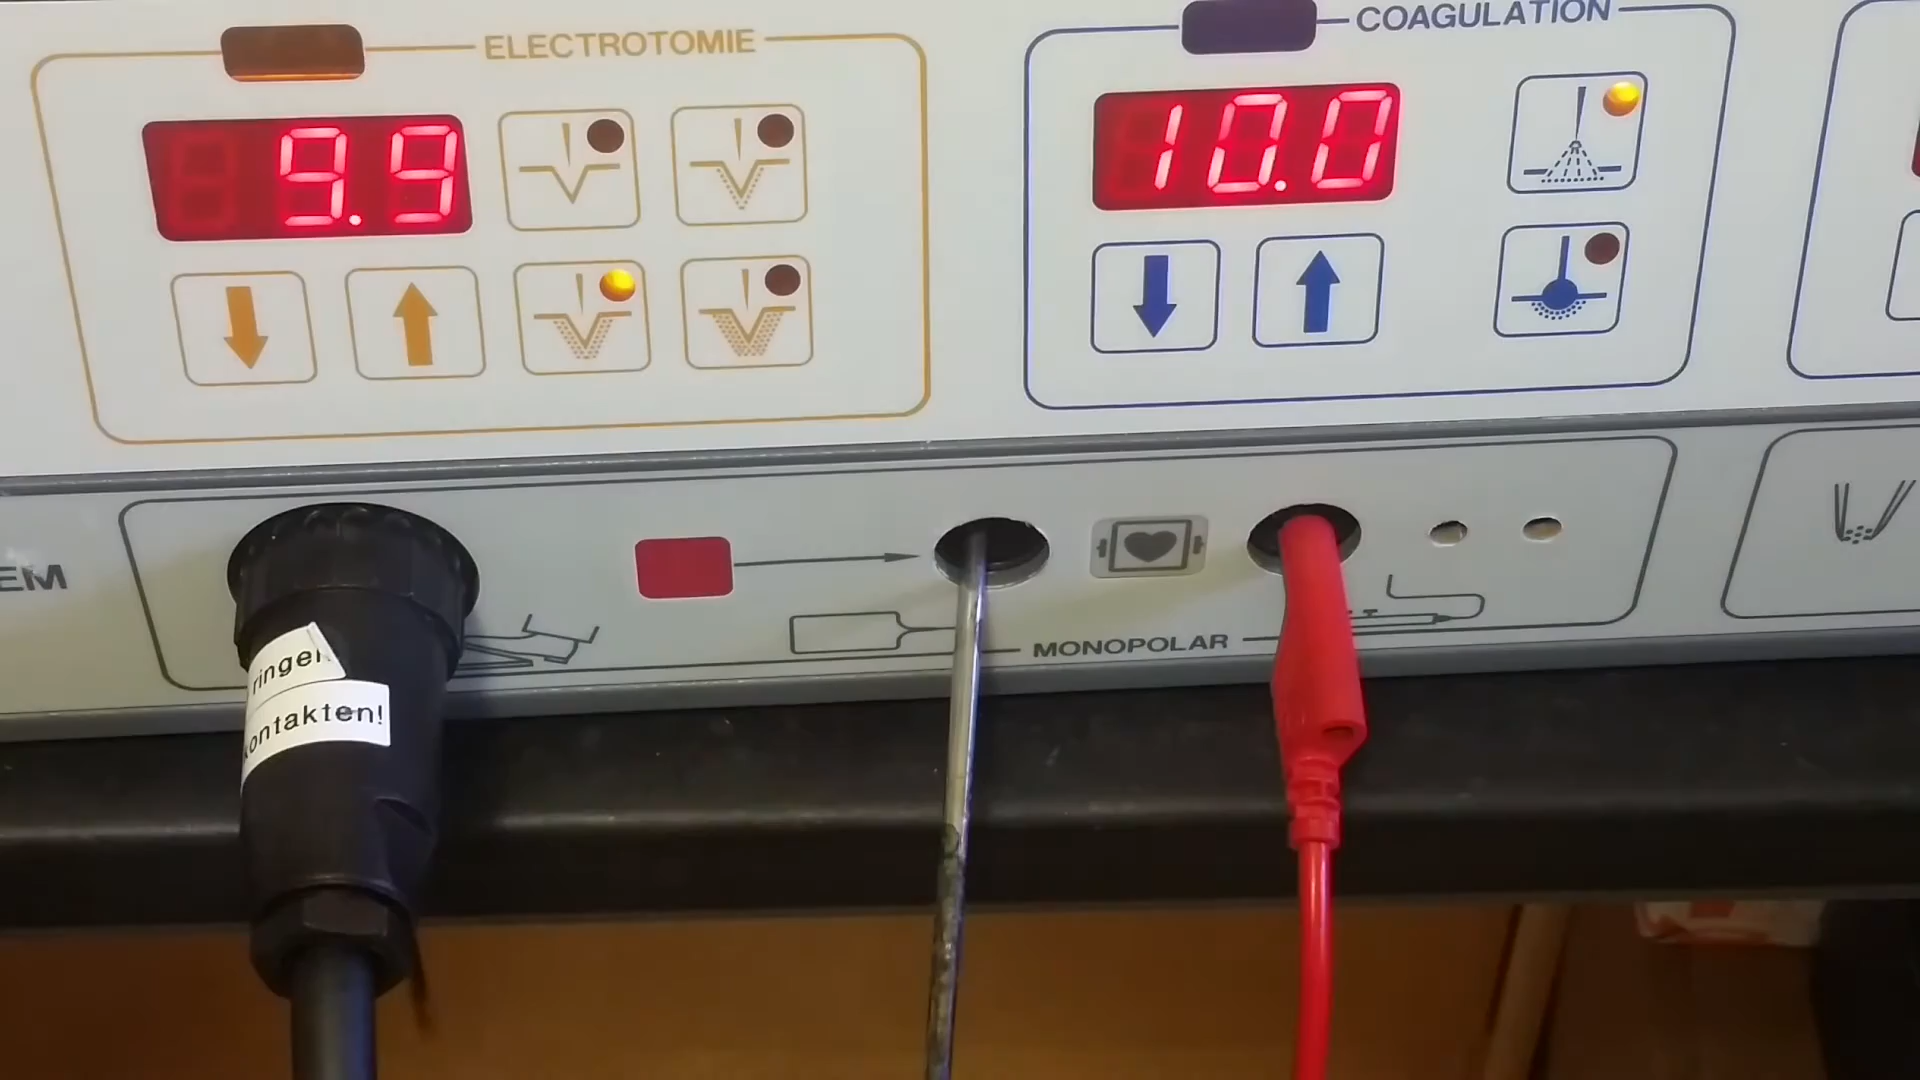 ELECTROTOMIE
COAGULATION
9.9
10.0
EM
MONOPOLAR
ringen
kontakten!